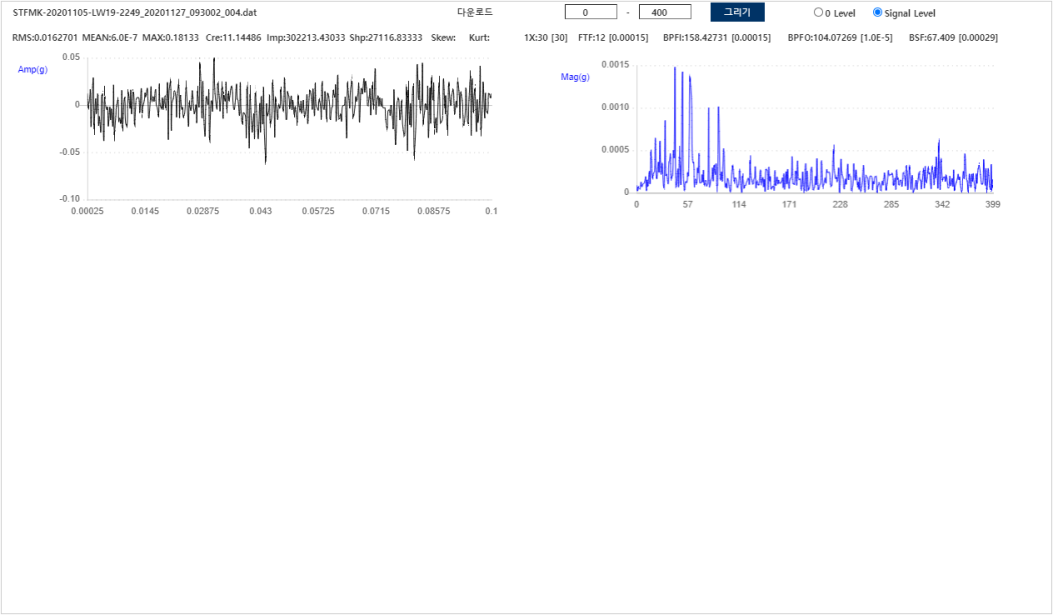 STFMK-20201105-LW19-2249_20201127_093002_004.dat 다운로드 0 - 400 그리기 0 Level Signal Level
RMS:0.0162701 MEAN:6.0E-7 MAX:0.18133 Cre:11.14486 Imp:302213.43033 Shp:27116.83333 Skew: Kurt: 1X:30 [30] FTF:12 [0.00015] BPFI:158.42731 [0.00015] BPFO:104.07269 [1.0E-5] BSF:67.409 [0.00029]
Amp(g)
0.05
0
-0.05
-0.10
0.00025 0.0145 0.02875 0.043 0.05725 0.0715 0.08575 0.1
Mag(g)
0.0015
0.0010
0.0005
0
0 57 114 171 228 285 342 399